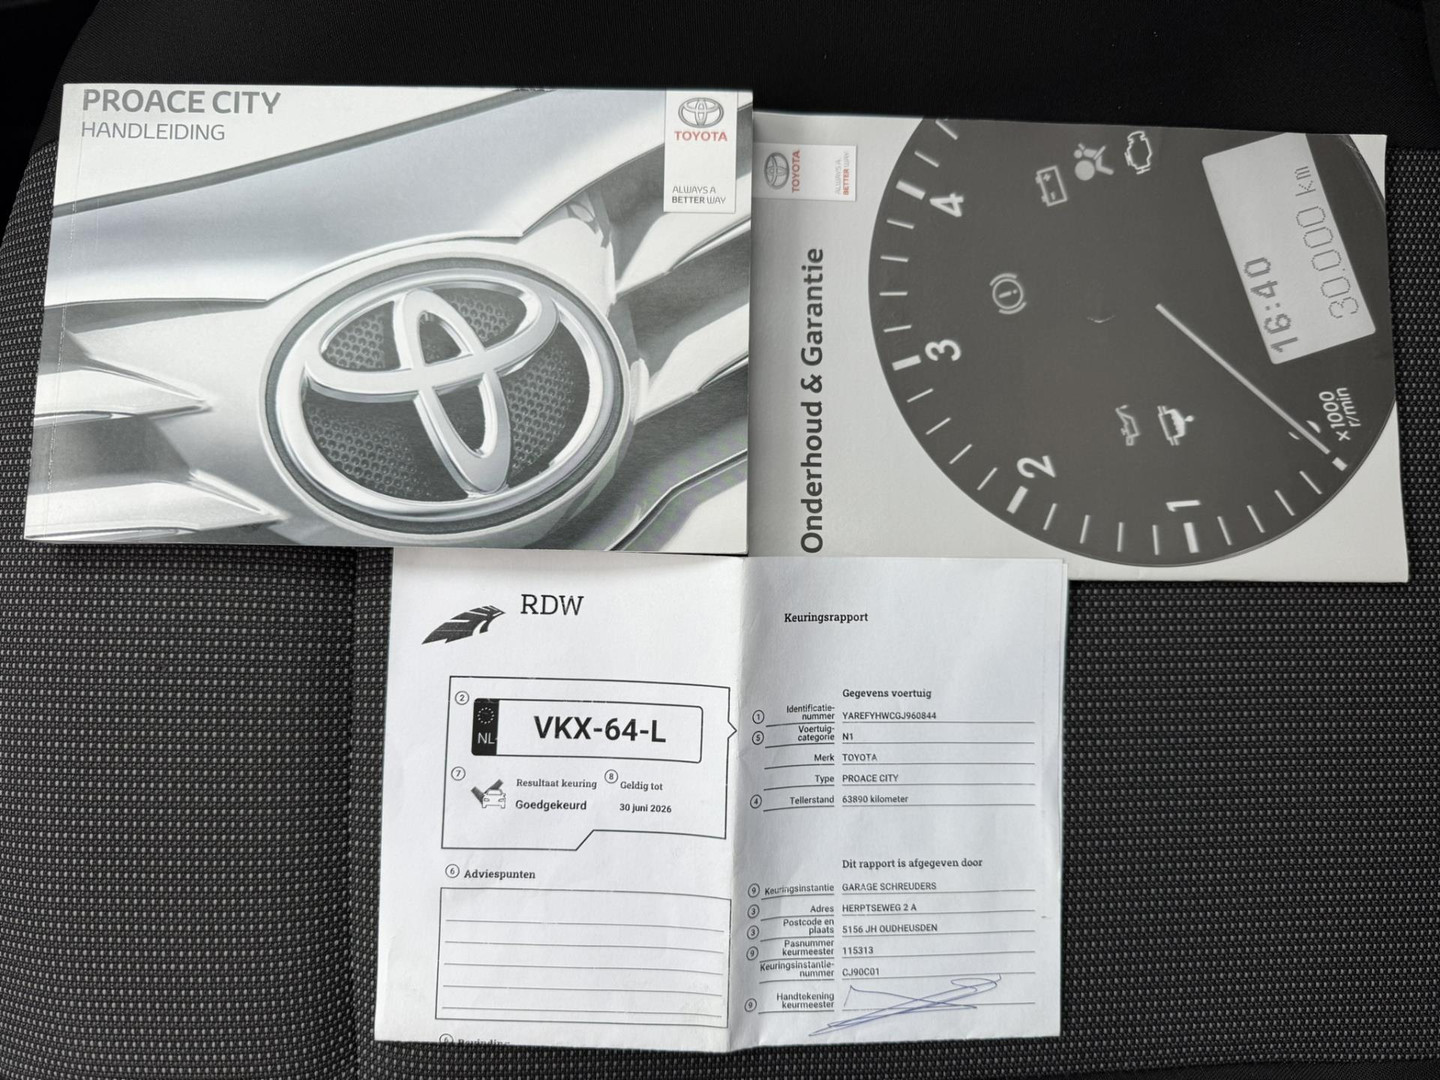 PROACE CITY
HANDLEIDING
TOYOTA
ALWAYS A
BETTER WAY
TOYOTA
ALWAYS A
BETTER WAY
Onderhoud & Garantie
4
3
2
1
16:40
30.000 km
x 1000
r/min
RDW
2
NL
VKX-64-L
7
Resultaat keuring
Goedgekeurd
8
Geldig tot
30 juni 2026
6 Adviespunten
Keuringsrapport
Gegevens voertuig
1 Identificatie-
nummer YAREFYHWCGJ960844
5 Voertuig-
categorie N1
Merk TOYOTA
Type PROACE CITY
4 Tellerstand 63890 kilometer
Dit rapport is afgegeven door
9 Keuringsinstantie GARAGE SCHREUDERS
3 Adres HERPTSEWEG 2 A
3 Postcode en
plaats 5156 JH OUDHEUSDEN
9 Pasnummer
keurmeester 115313
Keuringsinstantie-
nummer CJ90C01
9 Handtekening
keurmeester